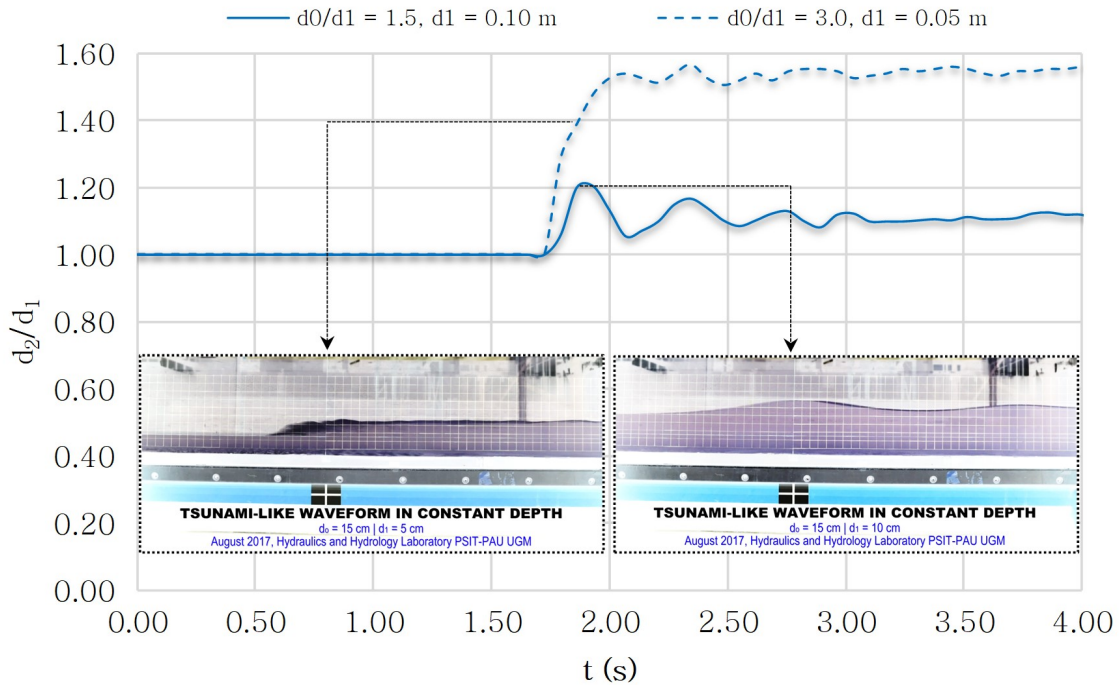 d0/d1 = 1.5, d1 = 0.10 m
d0/d1 = 3.0, d1 = 0.05 m
1.60
1.40
1.20
1.00
0.80
0.60
0.40
0.20
0.00
d₂/d₁
TSUNAMI-LIKE WAVEFORM IN CONSTANT DEPTH
d₀ = 15 cm | d₁ = 5 cm
August 2017, Hydraulics and Hydrology Laboratory PSIT-PAU UGM
TSUNAMI-LIKE WAVEFORM IN CONSTANT DEPTH
d₀ = 15 cm | d₁ = 10 cm
August 2017, Hydraulics and Hydrology Laboratory PSIT-PAU UGM
0.00 0.50 1.00 1.50 2.00 2.50 3.00 3.50 4.00
t (s)